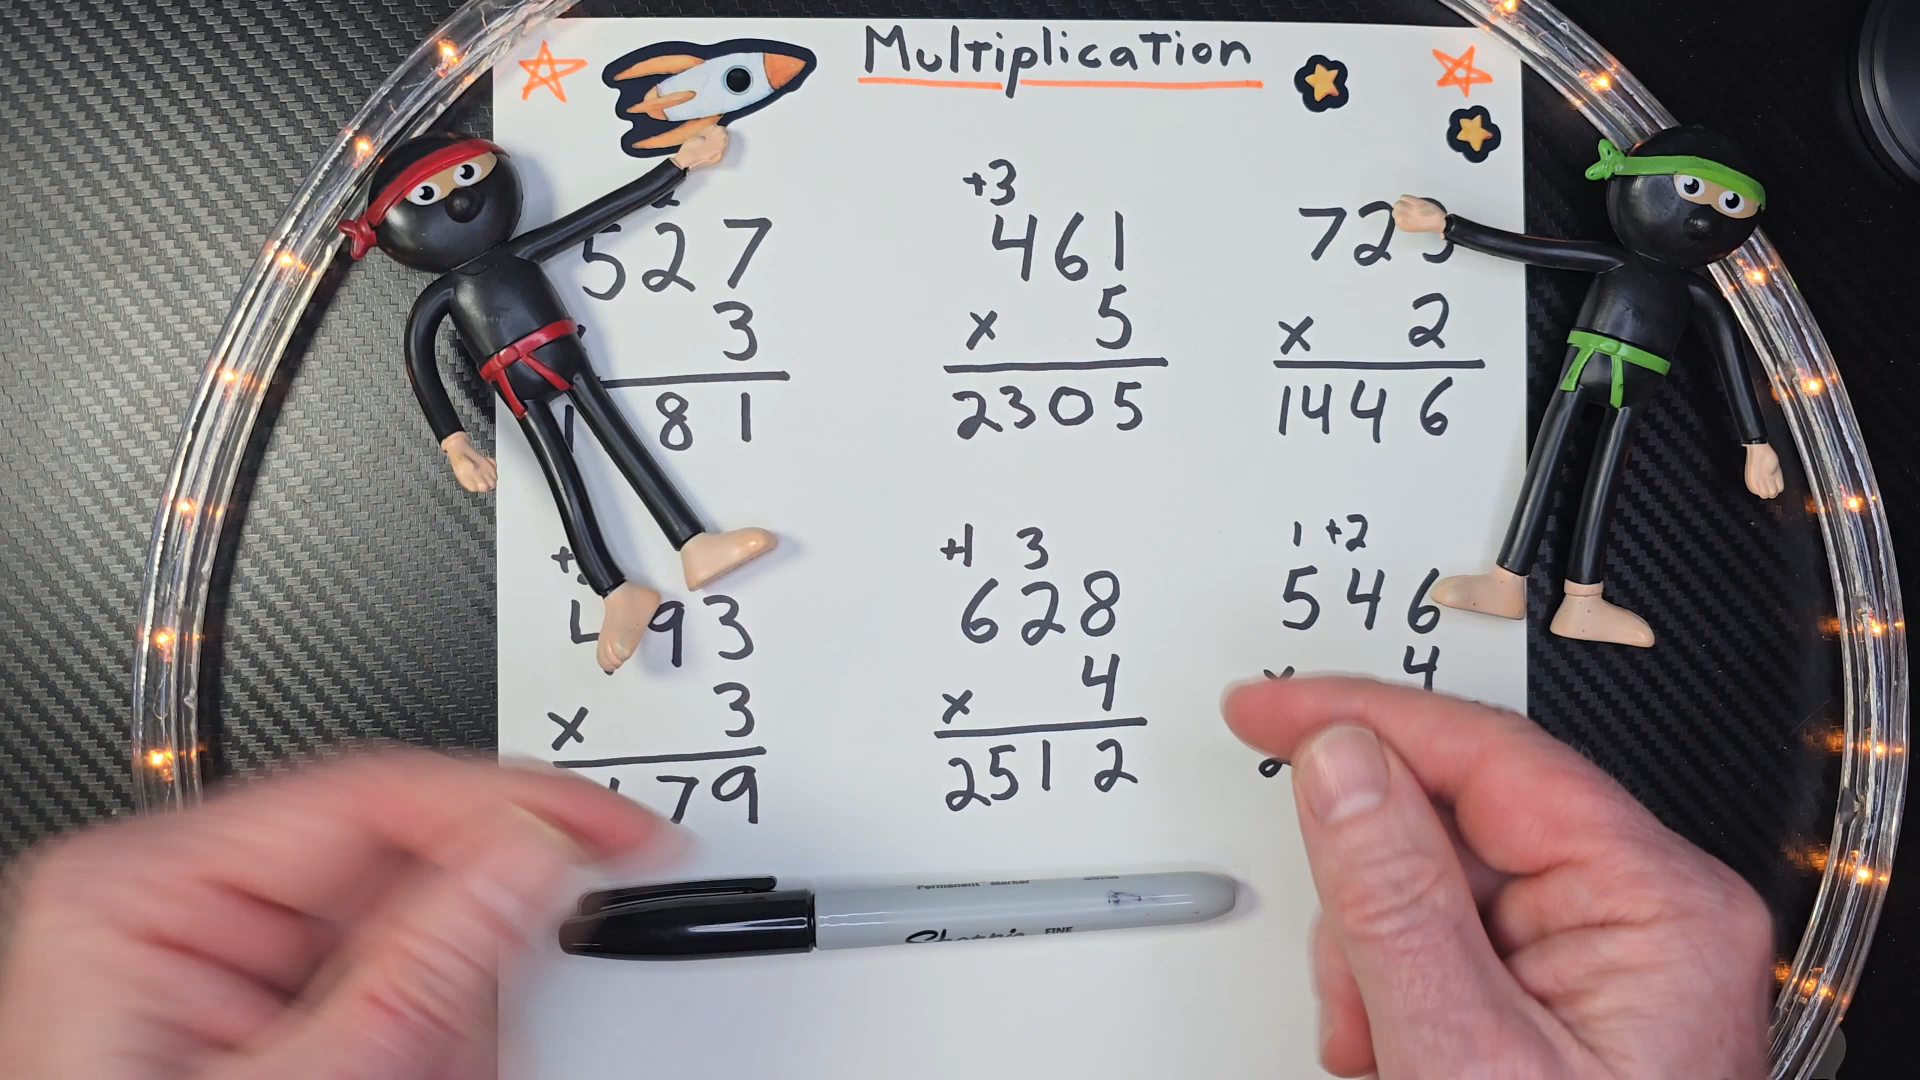 Multiplication
+3
527 461 72
3 x 5 x 2
81 2305 1446
+1 3 1 +2
93 628 546
x 3 x 4 4
79 2512
Permanent Marker
Sharpie FINE